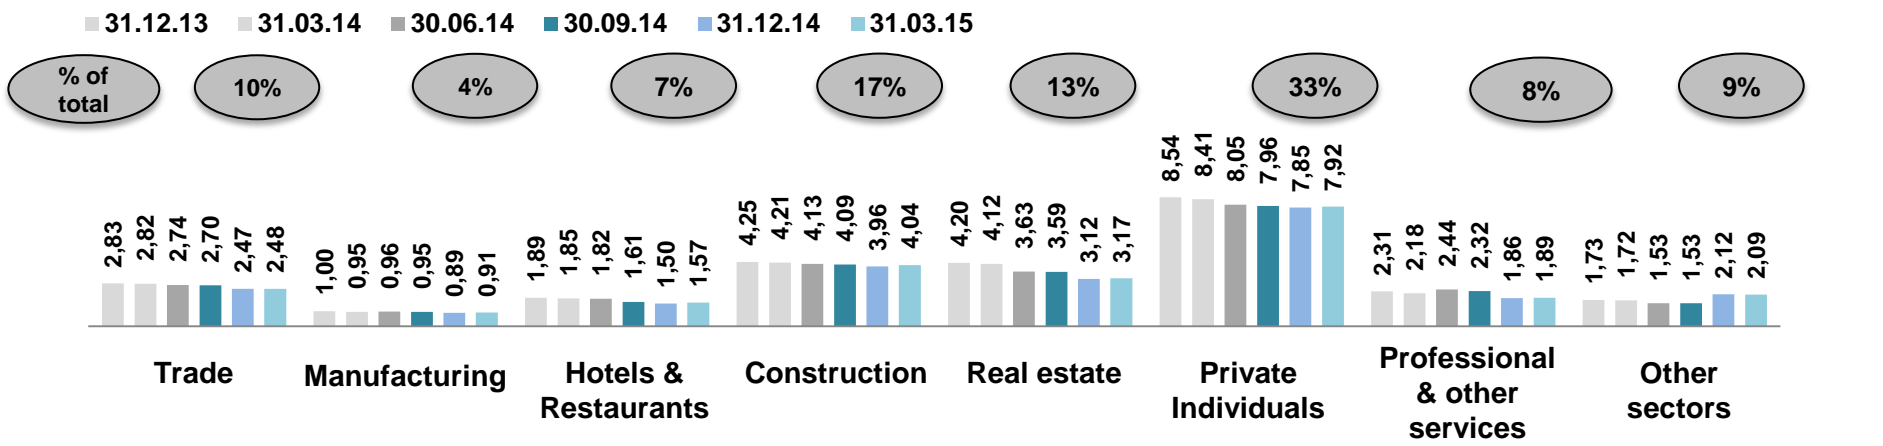 31.12.13 31.03.14 30.06.14 30.09.14 31.12.14 31.03.15
% of
total
10% 4% 7% 17% 13% 33% 8% 9%
2,83 2,82 2,74 2,70 2,47 2,48
1,00 0,95 0,96 0,95 0,89 0,91
1,89 1,85 1,82 1,61 1,50 1,57
4,25 4,21 4,13 4,09 3,96 4,04
4,20 4,12 3,63 3,59 3,12 3,17
8,54 8,41 8,05 7,96 7,85 7,92
2,31 2,18 2,44 2,32 1,86 1,89
1,73 1,72 1,53 1,53 2,12 2,09
Trade
Manufacturing
Hotels &
Restaurants
Construction
Real estate
Private
Individuals
Professional
& other
services
Other
sectors